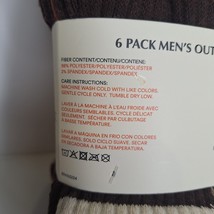 6 PACK MEN'S OUT
FIBER CONTENT/CONTENU/CONTENIDO:
98% POLYESTER/POLYESTER/POLIÉSTER
2% SPANDEX/SPANDEX/SPANDEX
CARE INSTRUCTIONS:
MACHINE WASH COLD WITH LIKE COLORS.
GENTLE CYCLE ONLY. TUMBLE DRY LOW
LAVER À LA MACHINE À L'EAU FROIDE AVEC
COULEURS SEMBLABLES. CYCLE DÉLICAT
SEULEMENT. SÉCHER PAR CULBUTAGE
À BASSE TEMPÉRATURE.
LAVAR A MÁQUINA EN FRIO CON COLORES
SIMILARES. SOLO CICLO SUAVE. SECAR
EN SECADORA A BAJA TEMPERATURA.